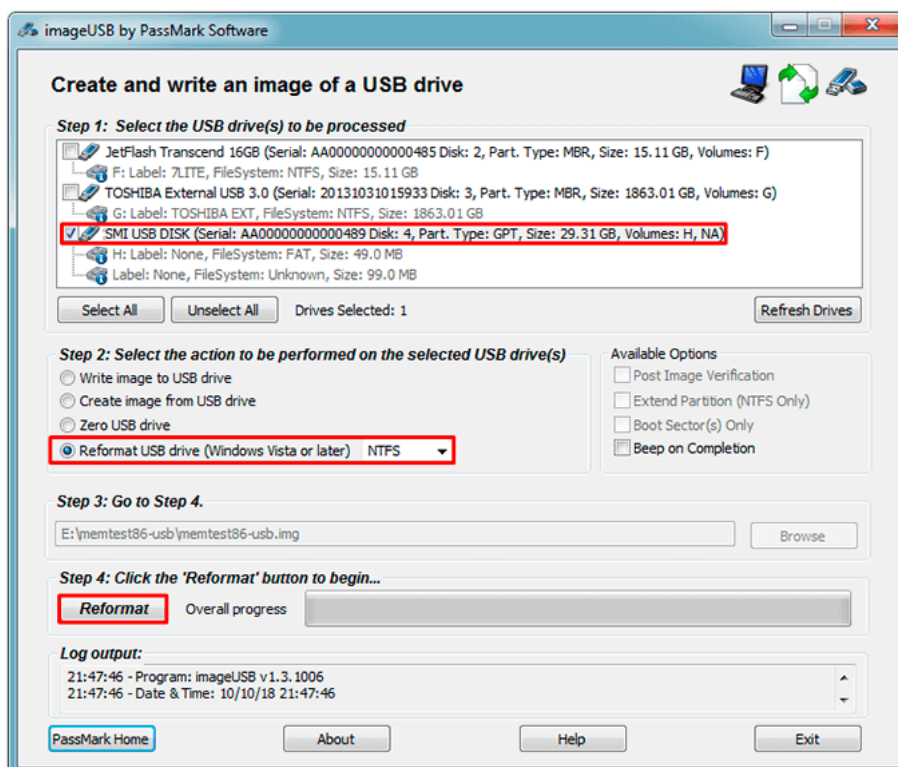 imageUSB by PassMark Software
Create and write an image of a USB drive
Step 1: Select the USB drive(s) to be processed
JetFlash Transcend 16GB (Serial: AA00000000000485 Disk: 2, Part. Type: MBR, Size: 15.11 GB, Volumes: F)
F: Label: 7LITE, FileSystem: NTFS, Size: 15.11 GB
TOSHIBA External USB 3.0 (Serial: 20131031015933 Disk: 3, Part. Type: MBR, Size: 1863.01 GB, Volumes: G)
G: Label: TOSHIBA EXT, FileSystem: NTFS, Size: 1863.01 GB
SMI USB DISK (Serial: AA00000000000489 Disk: 4, Part. Type: GPT, Size: 29.31 GB, Volumes: H, NA)
H: Label: None, FileSystem: FAT, Size: 49.0 MB
Label: None, FileSystem: Unknown, Size: 99.0 MB
Select All Unselect All Drives Selected: 1 Refresh Drives
Step 2: Select the action to be performed on the selected USB drive(s)
Write image to USB drive
Create image from USB drive
Zero USB drive
Reformat USB drive (Windows Vista or later) NTFS
Available Options
Post Image Verification
Extend Partition (NTFS Only)
Boot Sector(s) Only
Beep on Completion
Step 3: Go to Step 4.
E:\memtest86-usb\memtest86-usb.img Browse
Step 4: Click the 'Reformat' button to begin...
Reformat Overall progress
Log output:
21:47:46 - Program: imageUSB v1.3.1006
21:47:46 - Date & Time: 10/10/18 21:47:46
PassMark Home About Help Exit